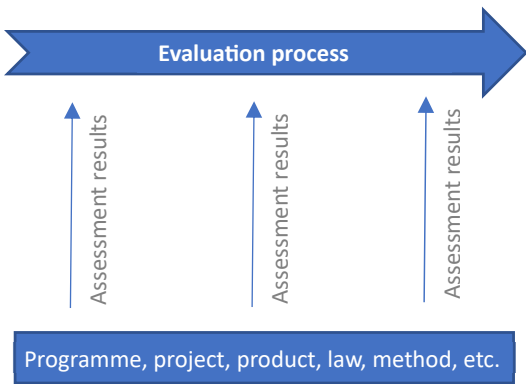 Evaluation process
Assessment results
Assessment results
Assessment results
Programme, project, product, law, method, etc.